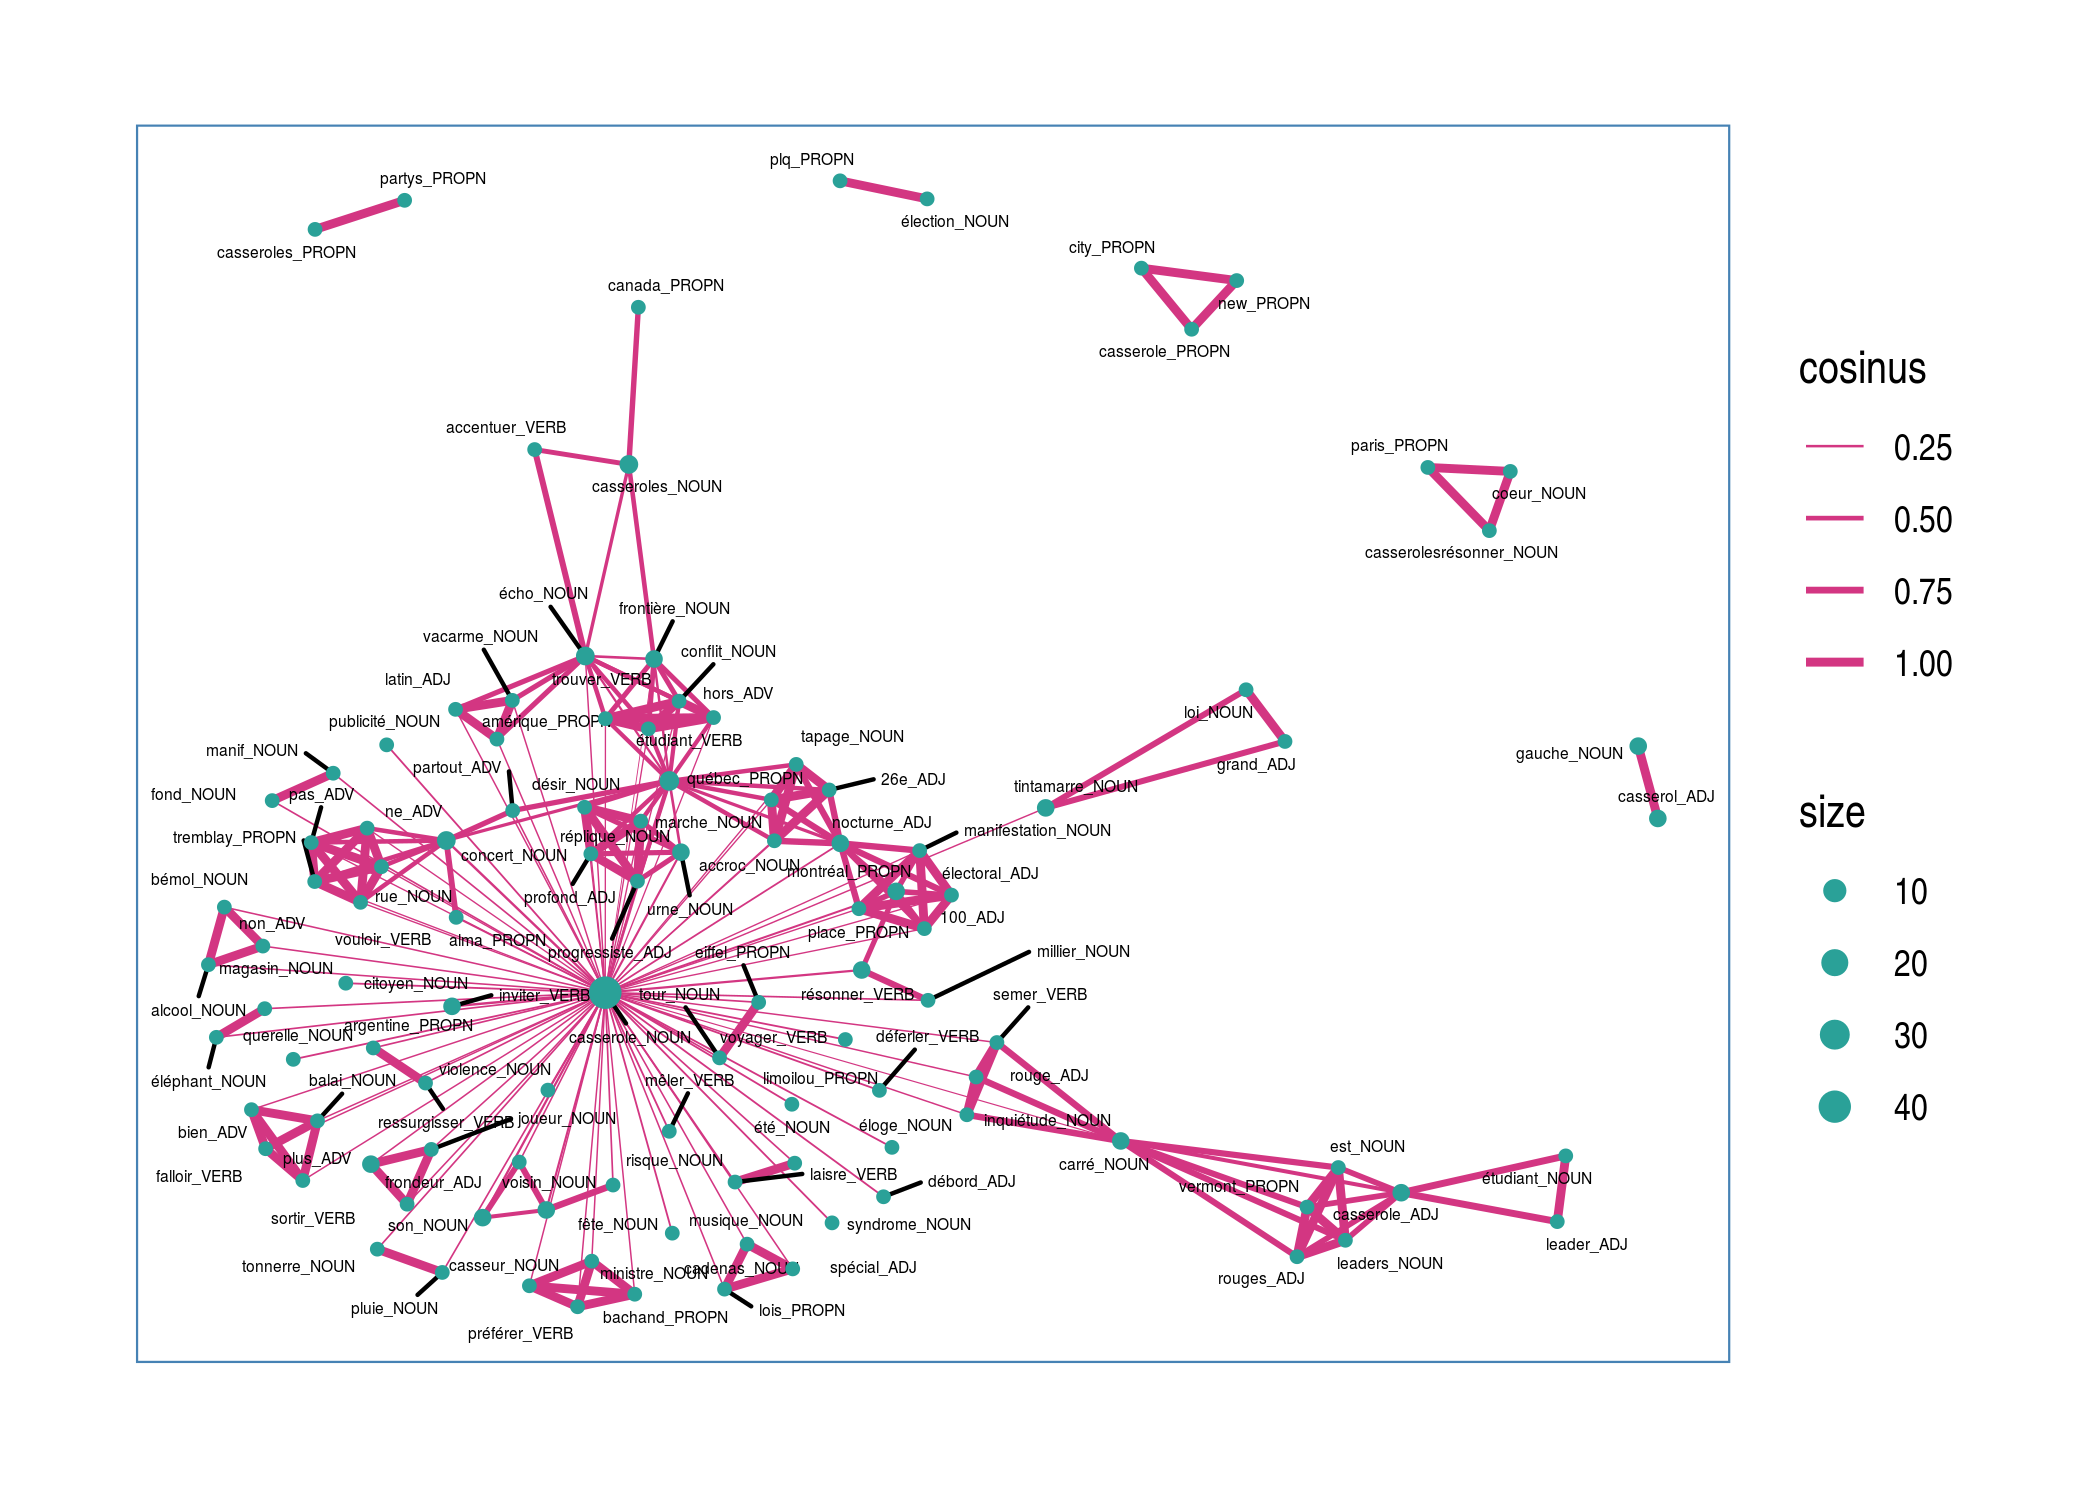 plq_PROPN
partys_PROPN
élection_NOUN
casseroles_PROPN
city_PROPN
canada_PROPN
new_PROPN
casserole_PROPN
accentuer_VERB
paris_PROPN
casseroles_NOUN
coeur_NOUN
casserolesrésonner_NOUN
écho_NOUN
frontière_NOUN
vacarme_NOUN
conflit_NOUN
latin_ADJ
trouver_VERB
hors_ADV
loi_NOUN
publicité_NOUN
amérique_PROPN
étudiant_VERB
tapage_NOUN
manif_NOUN
gauche_NOUN
partout_ADV
grand_ADJ
désir_NOUN
québec_PROPN
26e_ADJ
tintamarre_NOUN
fond_NOUN
pas_ADV
casserol_ADJ
ne_ADV
marche_NOUN
nocturne_ADJ
manifestation_NOUN
tremblay_PROPN
réplique_NOUN
concert_NOUN
accroc_NOUN
montréal_PROPN
électoral_ADJ
bémol_NOUN
rue_NOUN
profond_ADJ
urne_NOUN
100_ADJ
non_ADV
place_PROPN
vouloir_VERB
alma_PROPN
progressiste_ADJ
eiffel_PROPN
millier_NOUN
magasin_NOUN
citoyen_NOUN
inviter_VERB
tour_NOUN
résonner_VERB
semer_VERB
alcool_NOUN
argentine_PROPN
querelle_NOUN
casserole_NOUN
voyager_VERB
déferler_VERB
violence_NOUN
rouge_ADJ
éléphant_NOUN
balai_NOUN
mêler_VERB
limoilou_PROPN
ressurgisser_VERB
joueur_NOUN
inquiétude_NOUN
bien_ADV
été_NOUN
éloge_NOUN
est_NOUN
plus_ADV
risque_NOUN
carré_NOUN
falloir_VERB
frondeur_ADJ
voisin_NOUN
laisre_VERB
débord_ADJ
vermont_PROPN
étudiant_NOUN
sortir_VERB
son_NOUN
fête_NOUN
musique_NOUN
syndrome_NOUN
casserole_ADJ
leader_ADJ
tonnerre_NOUN
casseur_NOUN
ministre_NOUN
cadenas_NOUN
spécial_ADJ
leaders_NOUN
rouges_ADJ
pluie_NOUN
bachand_PROPN
lois_PROPN
préférer_VERB
cosinus
0.25
0.50
0.75
1.00
size
10
20
30
40